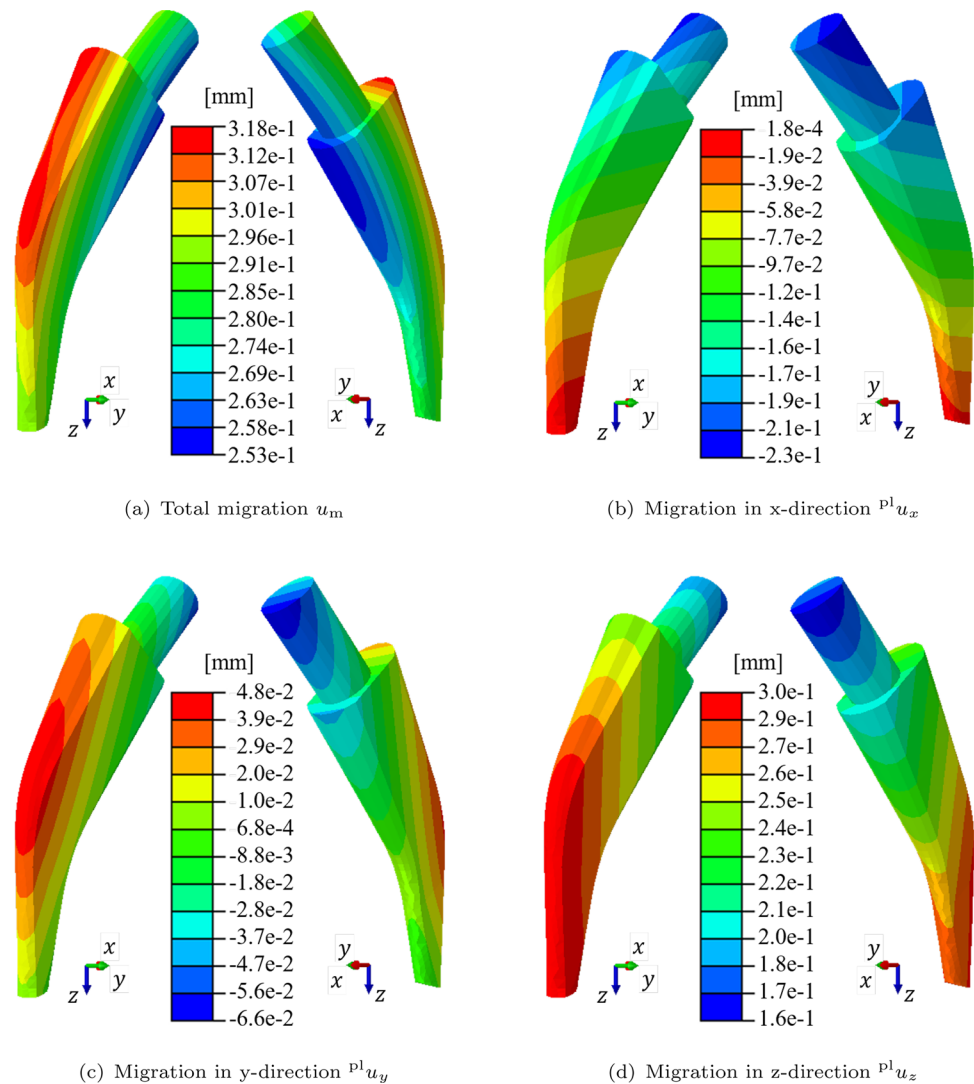 [mm]
3.18e-1
3.12e-1
3.07e-1
3.01e-1
2.96e-1
2.91e-1
2.85e-1
2.80e-1
2.74e-1
2.69e-1
2.63e-1
2.58e-1
2.53e-1
x
y
z
y
x
z
(a) Total migration uₘ
[mm]
-1.8e-4
-1.9e-2
-3.9e-2
-5.8e-2
-7.7e-2
-9.7e-2
-1.2e-1
-1.4e-1
-1.6e-1
-1.7e-1
-1.9e-1
-2.1e-1
-2.3e-1
x
y
z
y
x
z
(b) Migration in x-direction ᵖˡuₓ
[mm]
4.8e-2
3.9e-2
2.9e-2
2.0e-2
1.0e-2
6.8e-4
-8.8e-3
-1.8e-2
-2.8e-2
-3.7e-2
-4.7e-2
-5.6e-2
-6.6e-2
x
y
z
y
x
z
(c) Migration in y-direction ᵖˡu_y
[mm]
3.0e-1
2.9e-1
2.7e-1
2.6e-1
2.5e-1
2.4e-1
2.3e-1
2.2e-1
2.1e-1
2.0e-1
1.8e-1
1.7e-1
1.6e-1
x
y
z
y
x
z
(d) Migration in z-direction ᵖˡu_z